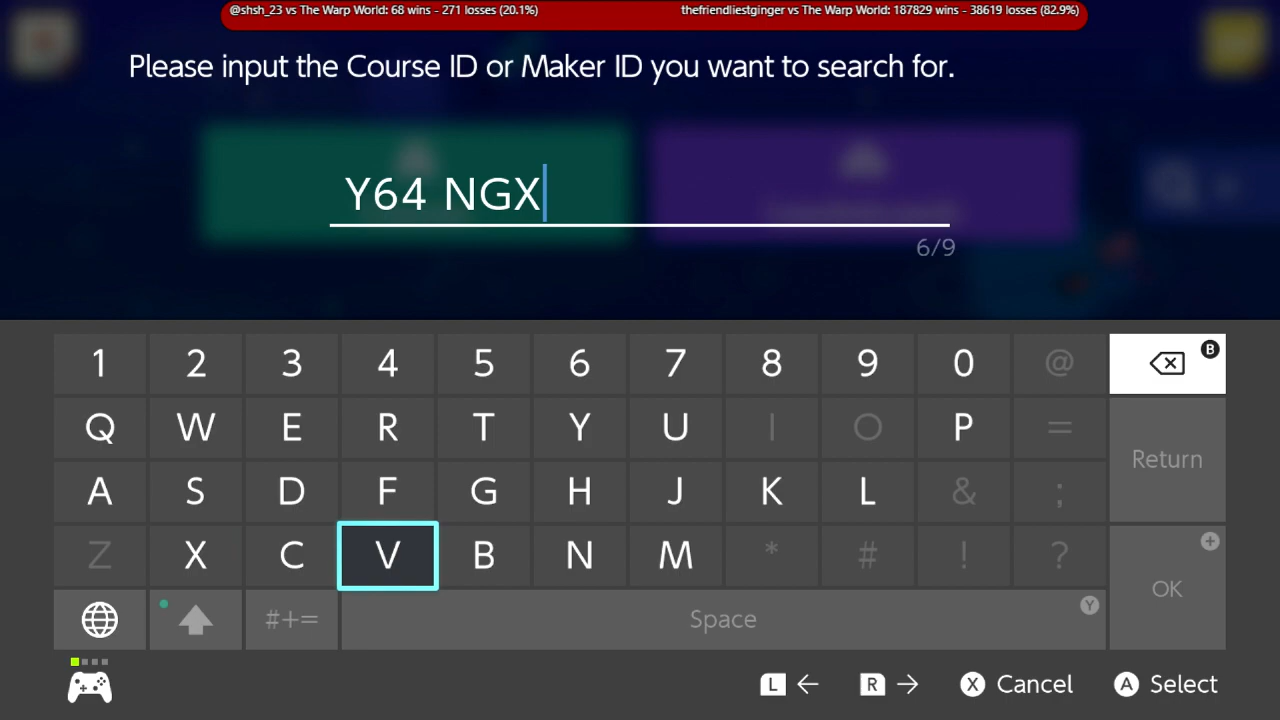 @shsh_23 vs The Warp World: 68 wins - 271 losses (20.1%) thefriendliestginger vs The Warp World: 187829 wins - 38619 losses (82.9%)
Please input the Course ID or Maker ID you want to search for.
Y64 NGX
6/9
1 2 3 4 5 6 7 8 9 0 @ B
Q W E R T Y U I O P = Return
A S D F G H J K L & ;
Z X C V B N M * # ! ? + OK
#+= Space Y
L ← R → X Cancel A Select